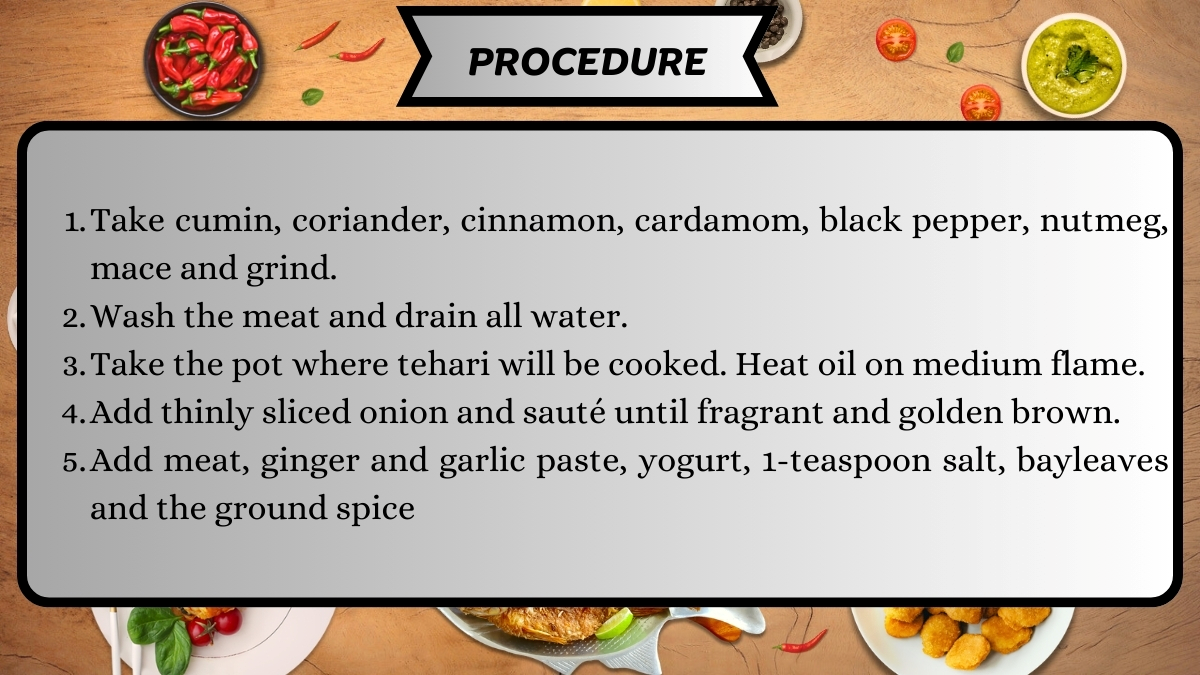 PROCEDURE
1. Take cumin, coriander, cinnamon, cardamom, black pepper, nutmeg,
mace and grind.
2. Wash the meat and drain all water.
3. Take the pot where tehari will be cooked. Heat oil on medium flame.
4. Add thinly sliced onion and sauté until fragrant and golden brown.
5. Add meat, ginger and garlic paste, yogurt, 1-teaspoon salt, bayleaves
and the ground spice